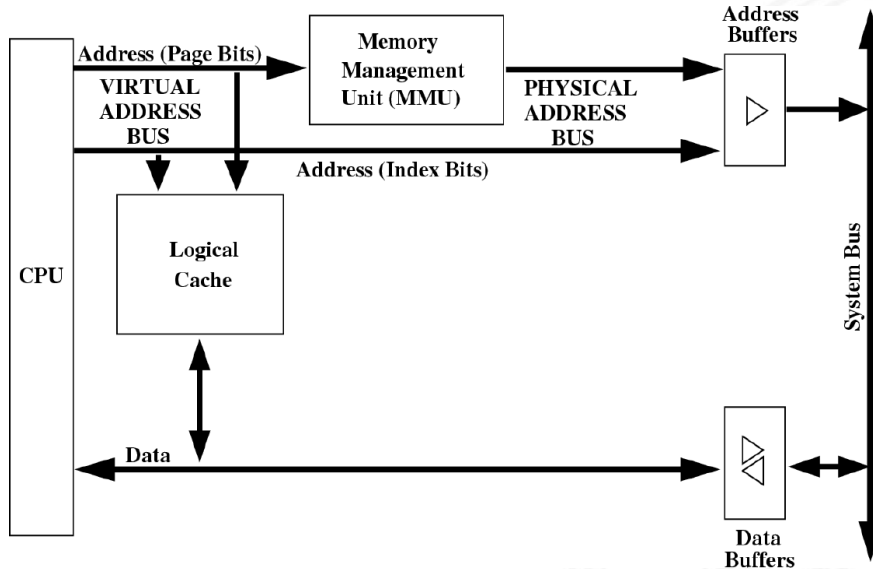 Address
Buffers
Address (Page Bits)
Memory
Management
Unit (MMU)
VIRTUAL
ADDRESS
BUS
PHYSICAL
ADDRESS
BUS
Address (Index Bits)
Logical
Cache
CPU
System Bus
Data
Data
Buffers